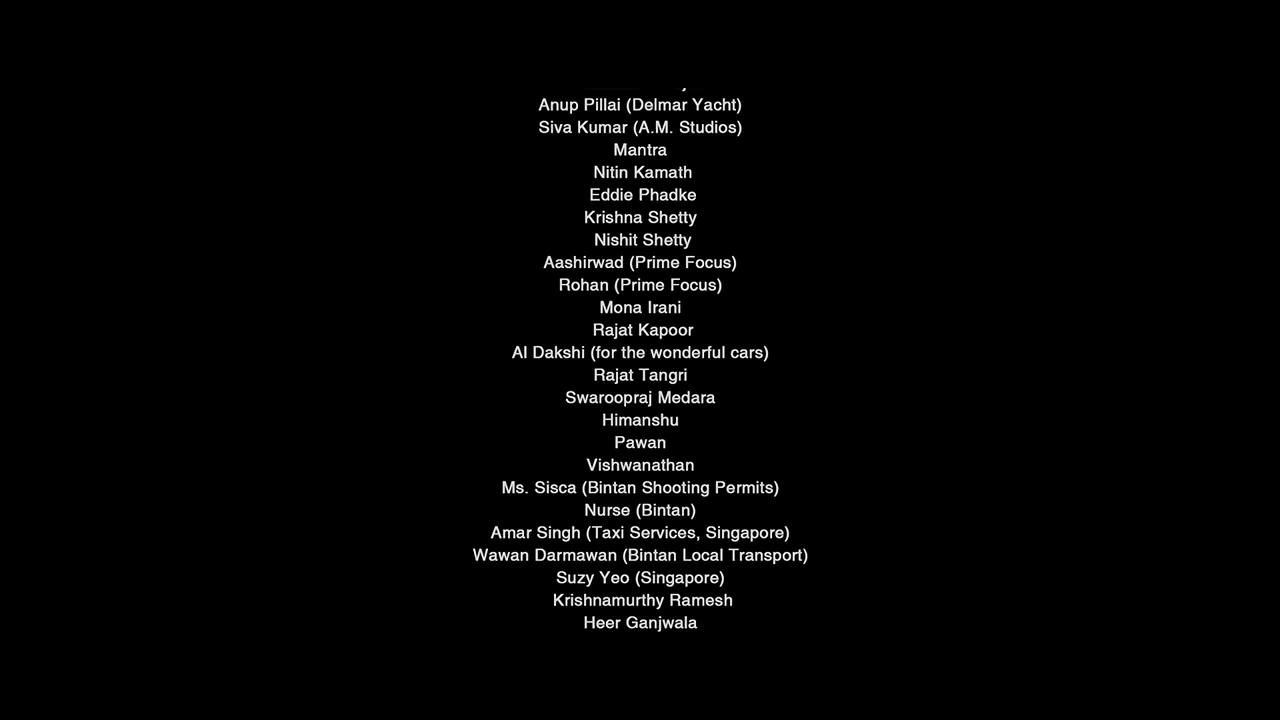 Anup Pillai (Delmar Yacht)
Siva Kumar (A.M. Studios)
Mantra
Nitin Kamath
Eddie Phadke
Krishna Shetty
Nishit Shetty
Aashirwad (Prime Focus)
Rohan (Prime Focus)
Mona Irani
Rajat Kapoor
Al Dakshi (for the wonderful cars)
Rajat Tangri
Swaroopraj Medara
Himanshu
Pawan
Vishwanathan
Ms. Sisca (Bintan Shooting Permits)
Nurse (Bintan)
Amar Singh (Taxi Services, Singapore)
Wawan Darmawan (Bintan Local Transport)
Suzy Yeo (Singapore)
Krishnamurthy Ramesh
Heer Ganjwala